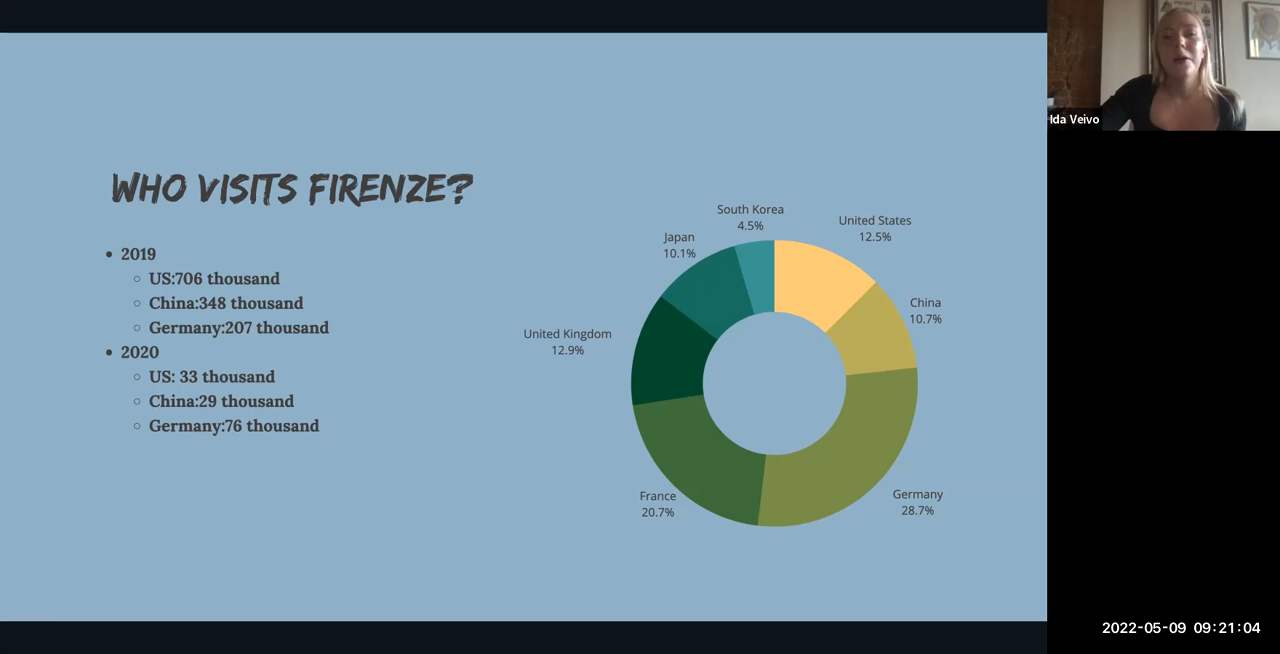 WHO VISITS FIRENZE?
2019
US:706 thousand
China:348 thousand
Germany:207 thousand
2020
US: 33 thousand
China:29 thousand
Germany:76 thousand
South Korea
4.5%
United States
12.5%
Japan
10.1%
China
10.7%
United Kingdom
12.9%
France
20.7%
Germany
28.7%
Ida Veivo
2022-05-09 09:21:04